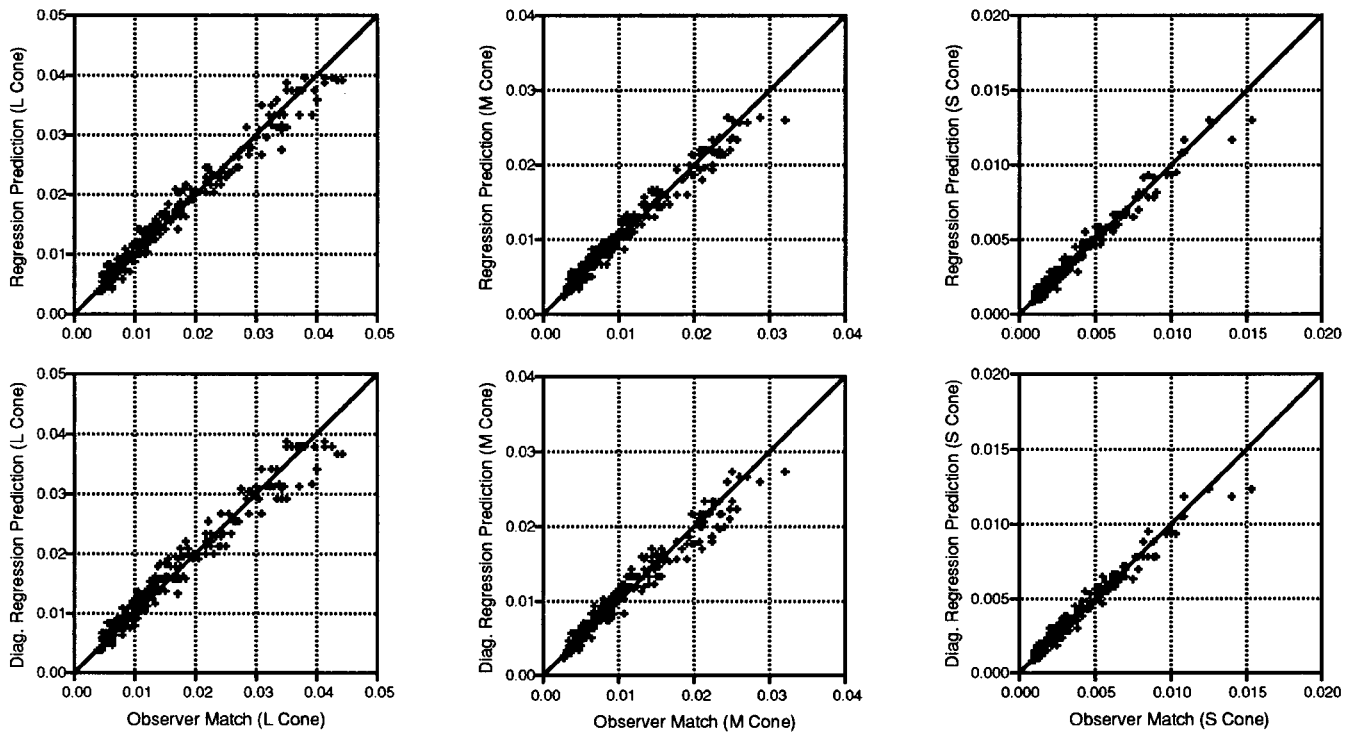 Regression Prediction (L Cone)
0.05
0.04
0.03
0.02
0.01
0.00
0.00 0.01 0.02 0.03 0.04 0.05
Regression Prediction (M Cone)
0.04
0.03
0.02
0.01
0.00
0.00 0.01 0.02 0.03 0.04
Regression Prediction (S Cone)
0.020
0.015
0.010
0.005
0.000
0.000 0.005 0.010 0.015 0.020
Diag. Regression Prediction (L Cone)
0.05
0.04
0.03
0.02
0.01
0.00
0.00 0.01 0.02 0.03 0.04 0.05
Observer Match (L Cone)
Diag. Regression Prediction (M Cone)
0.04
0.03
0.02
0.01
0.00
0.00 0.01 0.02 0.03 0.04
Observer Match (M Cone)
Diag. Regression Prediction (S Cone)
0.020
0.015
0.010
0.005
0.000
0.000 0.005 0.010 0.015 0.020
Observer Match (S Cone)